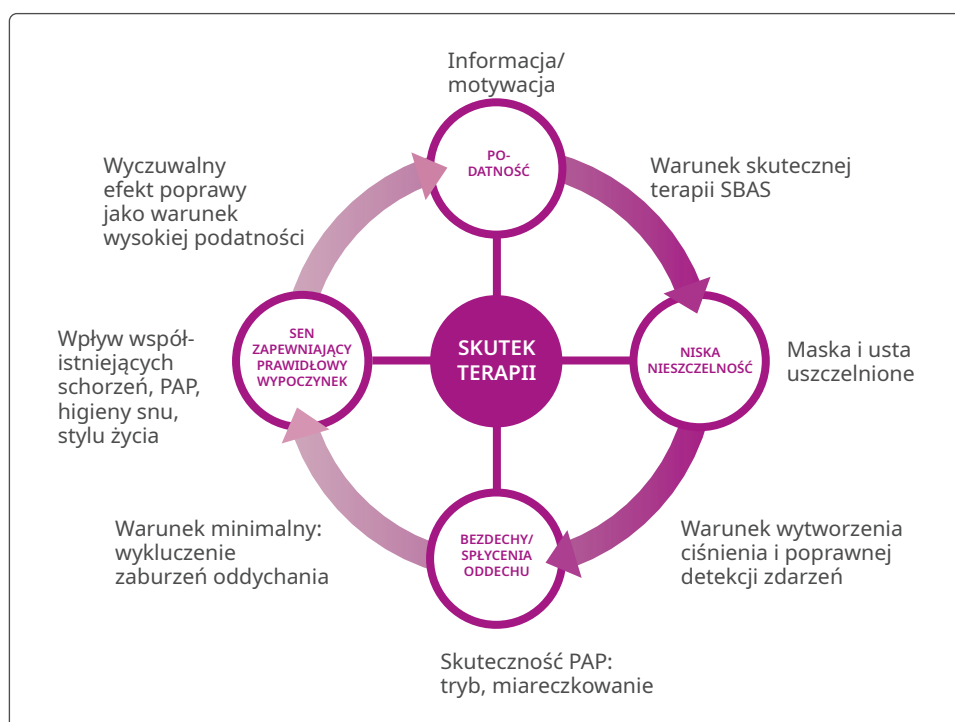 Informacja/
motywacja
PO-
DATNOŚĆ
Wyczuwalny
efekt poprawy
jako warunek
wysokiej podatności
Warunek skutecznej
terapii SBAS
SEN
ZAPEWNIAJĄCY
PRAWIDŁOWY
WYPOCZYNEK
SKUTEK
TERAPII
NISKA
NIESZCZELNOŚĆ
Wpływ współ-
istniejących
schorzeń, PAP,
higieny snu,
stylu życia
Maska i usta
uszczelnione
Warunek minimalny:
wykluczenie
zaburzeń oddychania
BEZDECHY/
SPŁYCENIA
ODDECHU
Warunek wytworzenia
ciśnienia i poprawnej
detekcji zdarzeń
Skuteczność PAP:
tryb, miareczkowanie